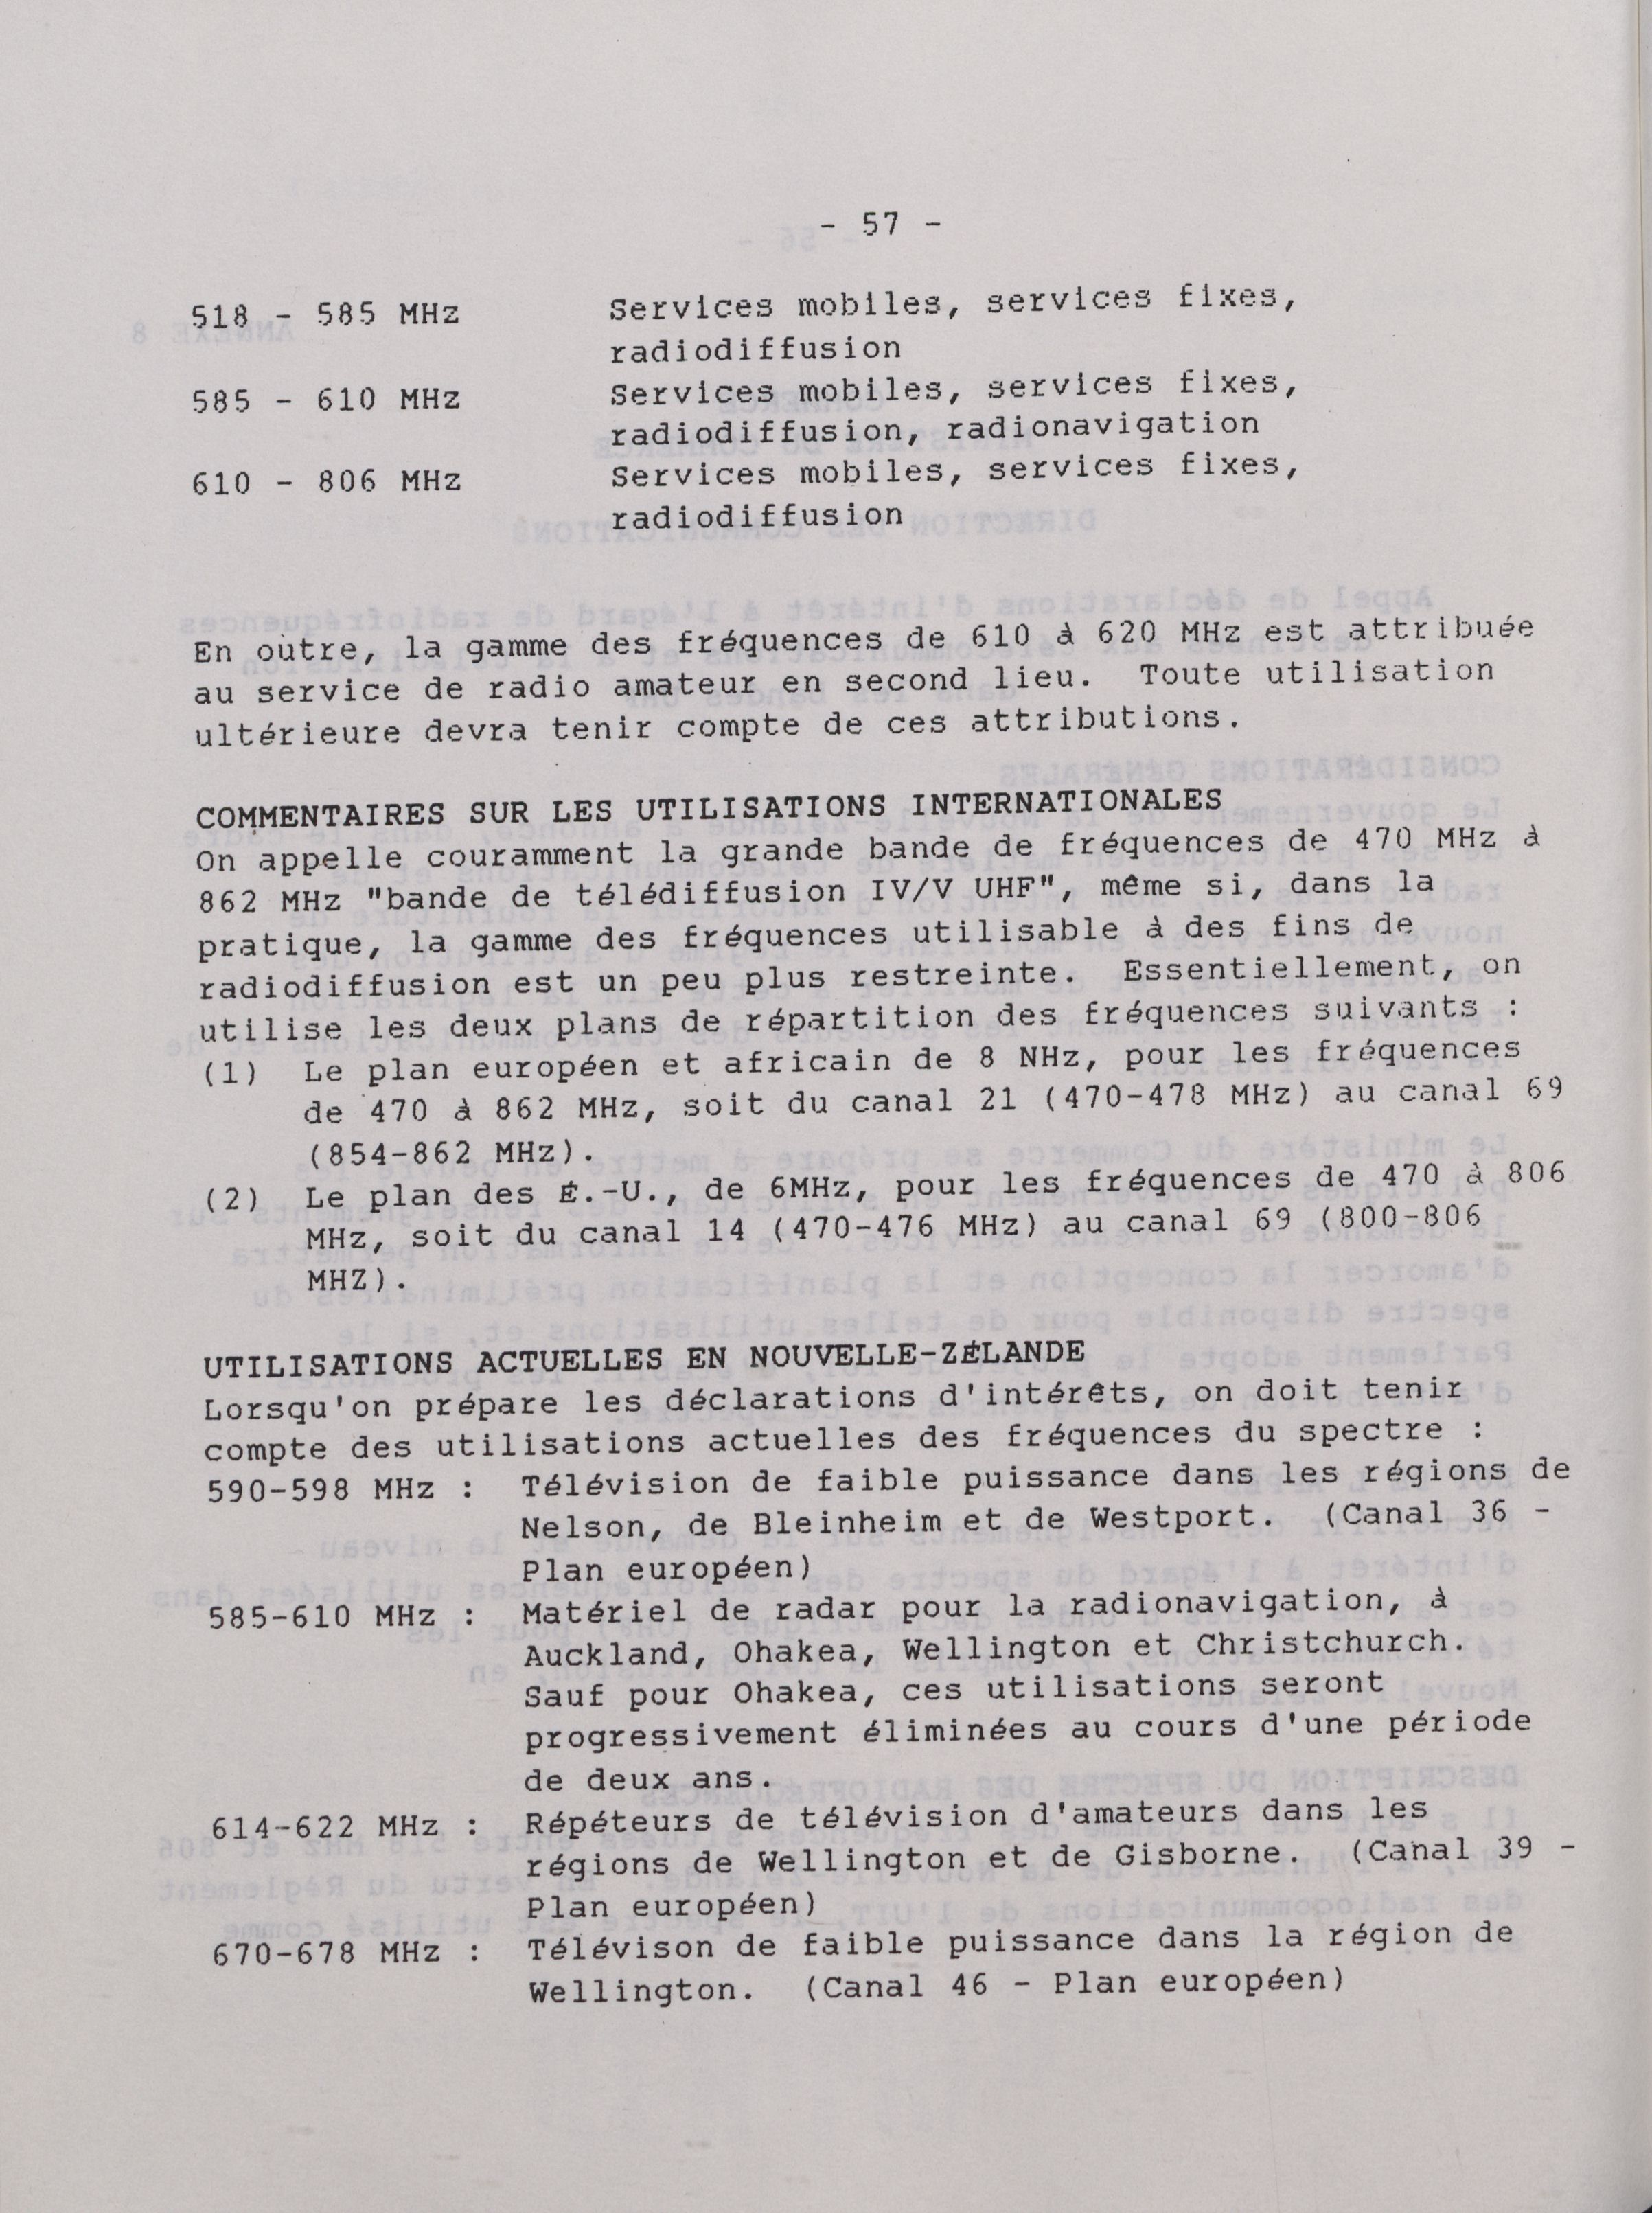 - 57 -
518 - 585 MHz Services mobiles, services fixes,
radiodiffusion
585 - 610 MHz Services mobiles, services fixes,
radiodiffusion, radionavigation
610 - 806 MHz Services mobiles, services fixes,
radiodiffusion
En outre, la gamme des fréquences de 610 à 620 MHz est attribuée
au service de radio amateur en second lieu. Toute utilisation
ultérieure devra tenir compte de ces attributions.
COMMENTAIRES SUR LES UTILISATIONS INTERNATIONALES
On appelle couramment la grande bande de fréquences de 470 MHz à
862 MHz "bande de télédiffusion IV/V UHF", même si, dans la
pratique, la gamme des fréquences utilisable à des fins de
radiodiffusion est un peu plus restreinte. Essentiellement, on
utilise les deux plans de répartition des fréquences suivants :
(1) Le plan européen et africain de 8 NHz, pour les fréquences
de 470 à 862 MHz, soit du canal 21 (470-478 MHz) au canal 69
(854-862 MHz).
(2) Le plan des É.-U., de 6MHz, pour les fréquences de 470 à 806
MHz, soit du canal 14 (470-476 MHz) au canal 69 (800-806
MHZ).
UTILISATIONS ACTUELLES EN NOUVELLE-ZÉLANDE
Lorsqu'on prépare les déclarations d'intérêts, on doit tenir
compte des utilisations actuelles des fréquences du spectre :
590-598 MHz : Télévision de faible puissance dans les régions de
Nelson, de Bleinheim et de Westport. (Canal 36 -
Plan européen)
585-610 MHz : Matériel de radar pour la radionavigation, à
Auckland, Ohakea, Wellington et Christchurch.
Sauf pour Ohakea, ces utilisations seront
progressivement éliminées au cours d'une période
de deux ans.
614-622 MHz : Répéteurs de télévision d'amateurs dans les
régions de Wellington et de Gisborne. (Canal 39 -
Plan européen)
670-678 MHz : Télévison de faible puissance dans la région de
Wellington. (Canal 46 - Plan européen)